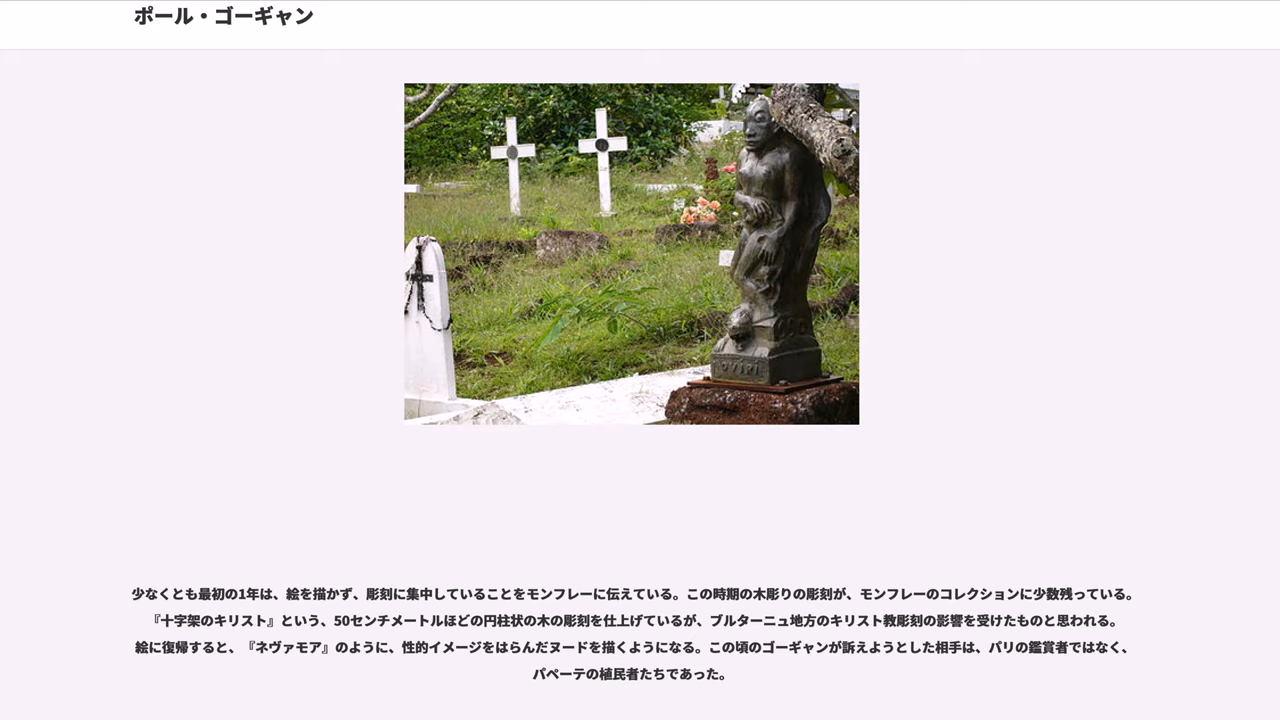 ポール・ゴーギャン
OVIRI
少なくとも最初の1年は、絵を描かず、彫刻に集中していることをモンフレーに伝えている。この時期の木彫りの彫刻が、モンフレーのコレクションに少数残っている。
『十字架のキリスト』という、50センチメートルほどの円柱状の木の彫刻を仕上げているが、ブルターニュ地方のキリスト教彫刻の影響を受けたものと思われる。
絵に復帰すると、『ネヴァモア』のように、性的イメージをはらんだヌードを描くようになる。この頃のゴーギャンが訴えようとした相手は、パリの鑑賞者ではなく、
パペーテの植民者たちであった。